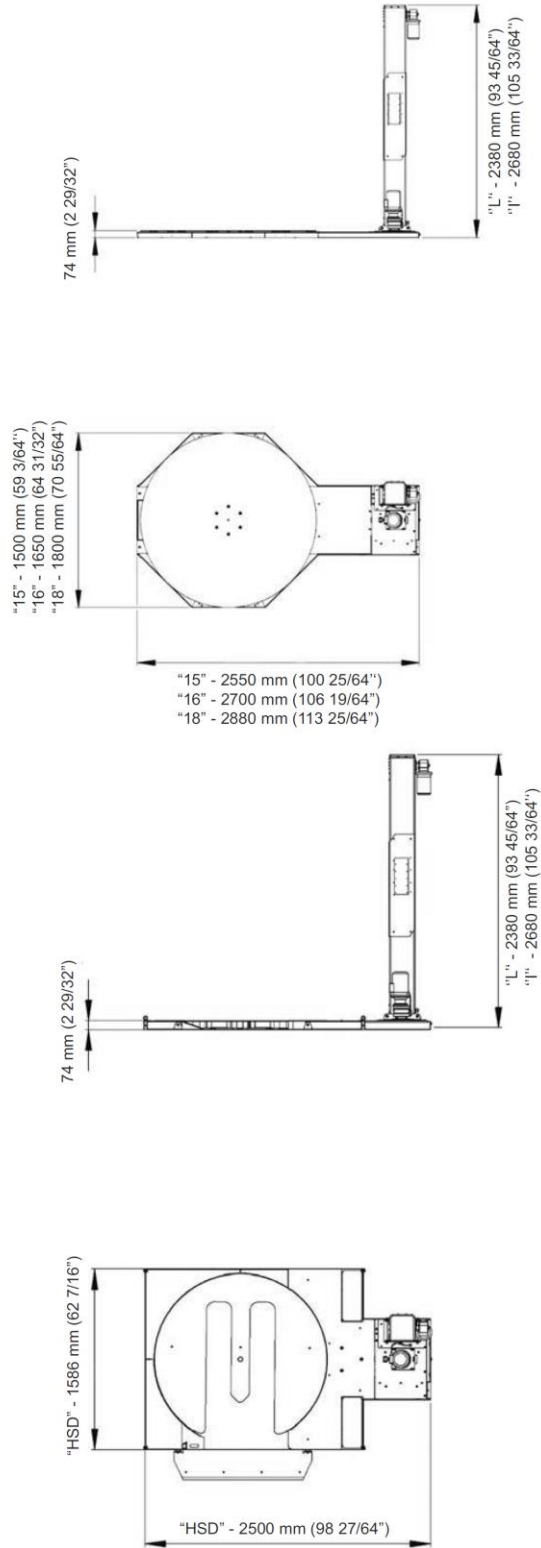 74 mm (2 29/32")
"L" - 2380 mm (93 45/64")
"I" - 2680 mm (105 33/64")
"15" - 1500 mm (59 3/64")
"16" - 1650 mm (64 31/32")
"18" - 1800 mm (70 55/64")
"15" - 2550 mm (100 25/64")
"16" - 2700 mm (106 19/64")
"18" - 2880 mm (113 25/64")
74 mm (2 29/32")
"L" - 2380 mm (93 45/64")
"I" - 2680 mm (105 33/64")
"HSD" - 1586 mm (62 7/16")
"HSD" - 2500 mm (98 27/64")